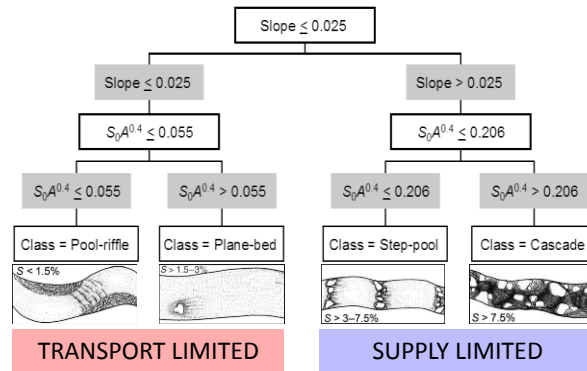 Slope ≤ 0.025
Slope ≤ 0.025
Slope > 0.025
S₀A⁰·⁴ ≤ 0.055
S₀A⁰·⁴ ≤ 0.206
S₀A⁰·⁴ ≤ 0.055
S₀A⁰·⁴ > 0.055
S₀A⁰·⁴ ≤ 0.206
S₀A⁰·⁴ > 0.206
Class = Pool-riffle
Class = Plane-bed
Class = Step-pool
Class = Cascade
S < 1.5%
S > 1.5–3%
S > 3–7.5%
S > 7.5%
TRANSPORT LIMITED
SUPPLY LIMITED